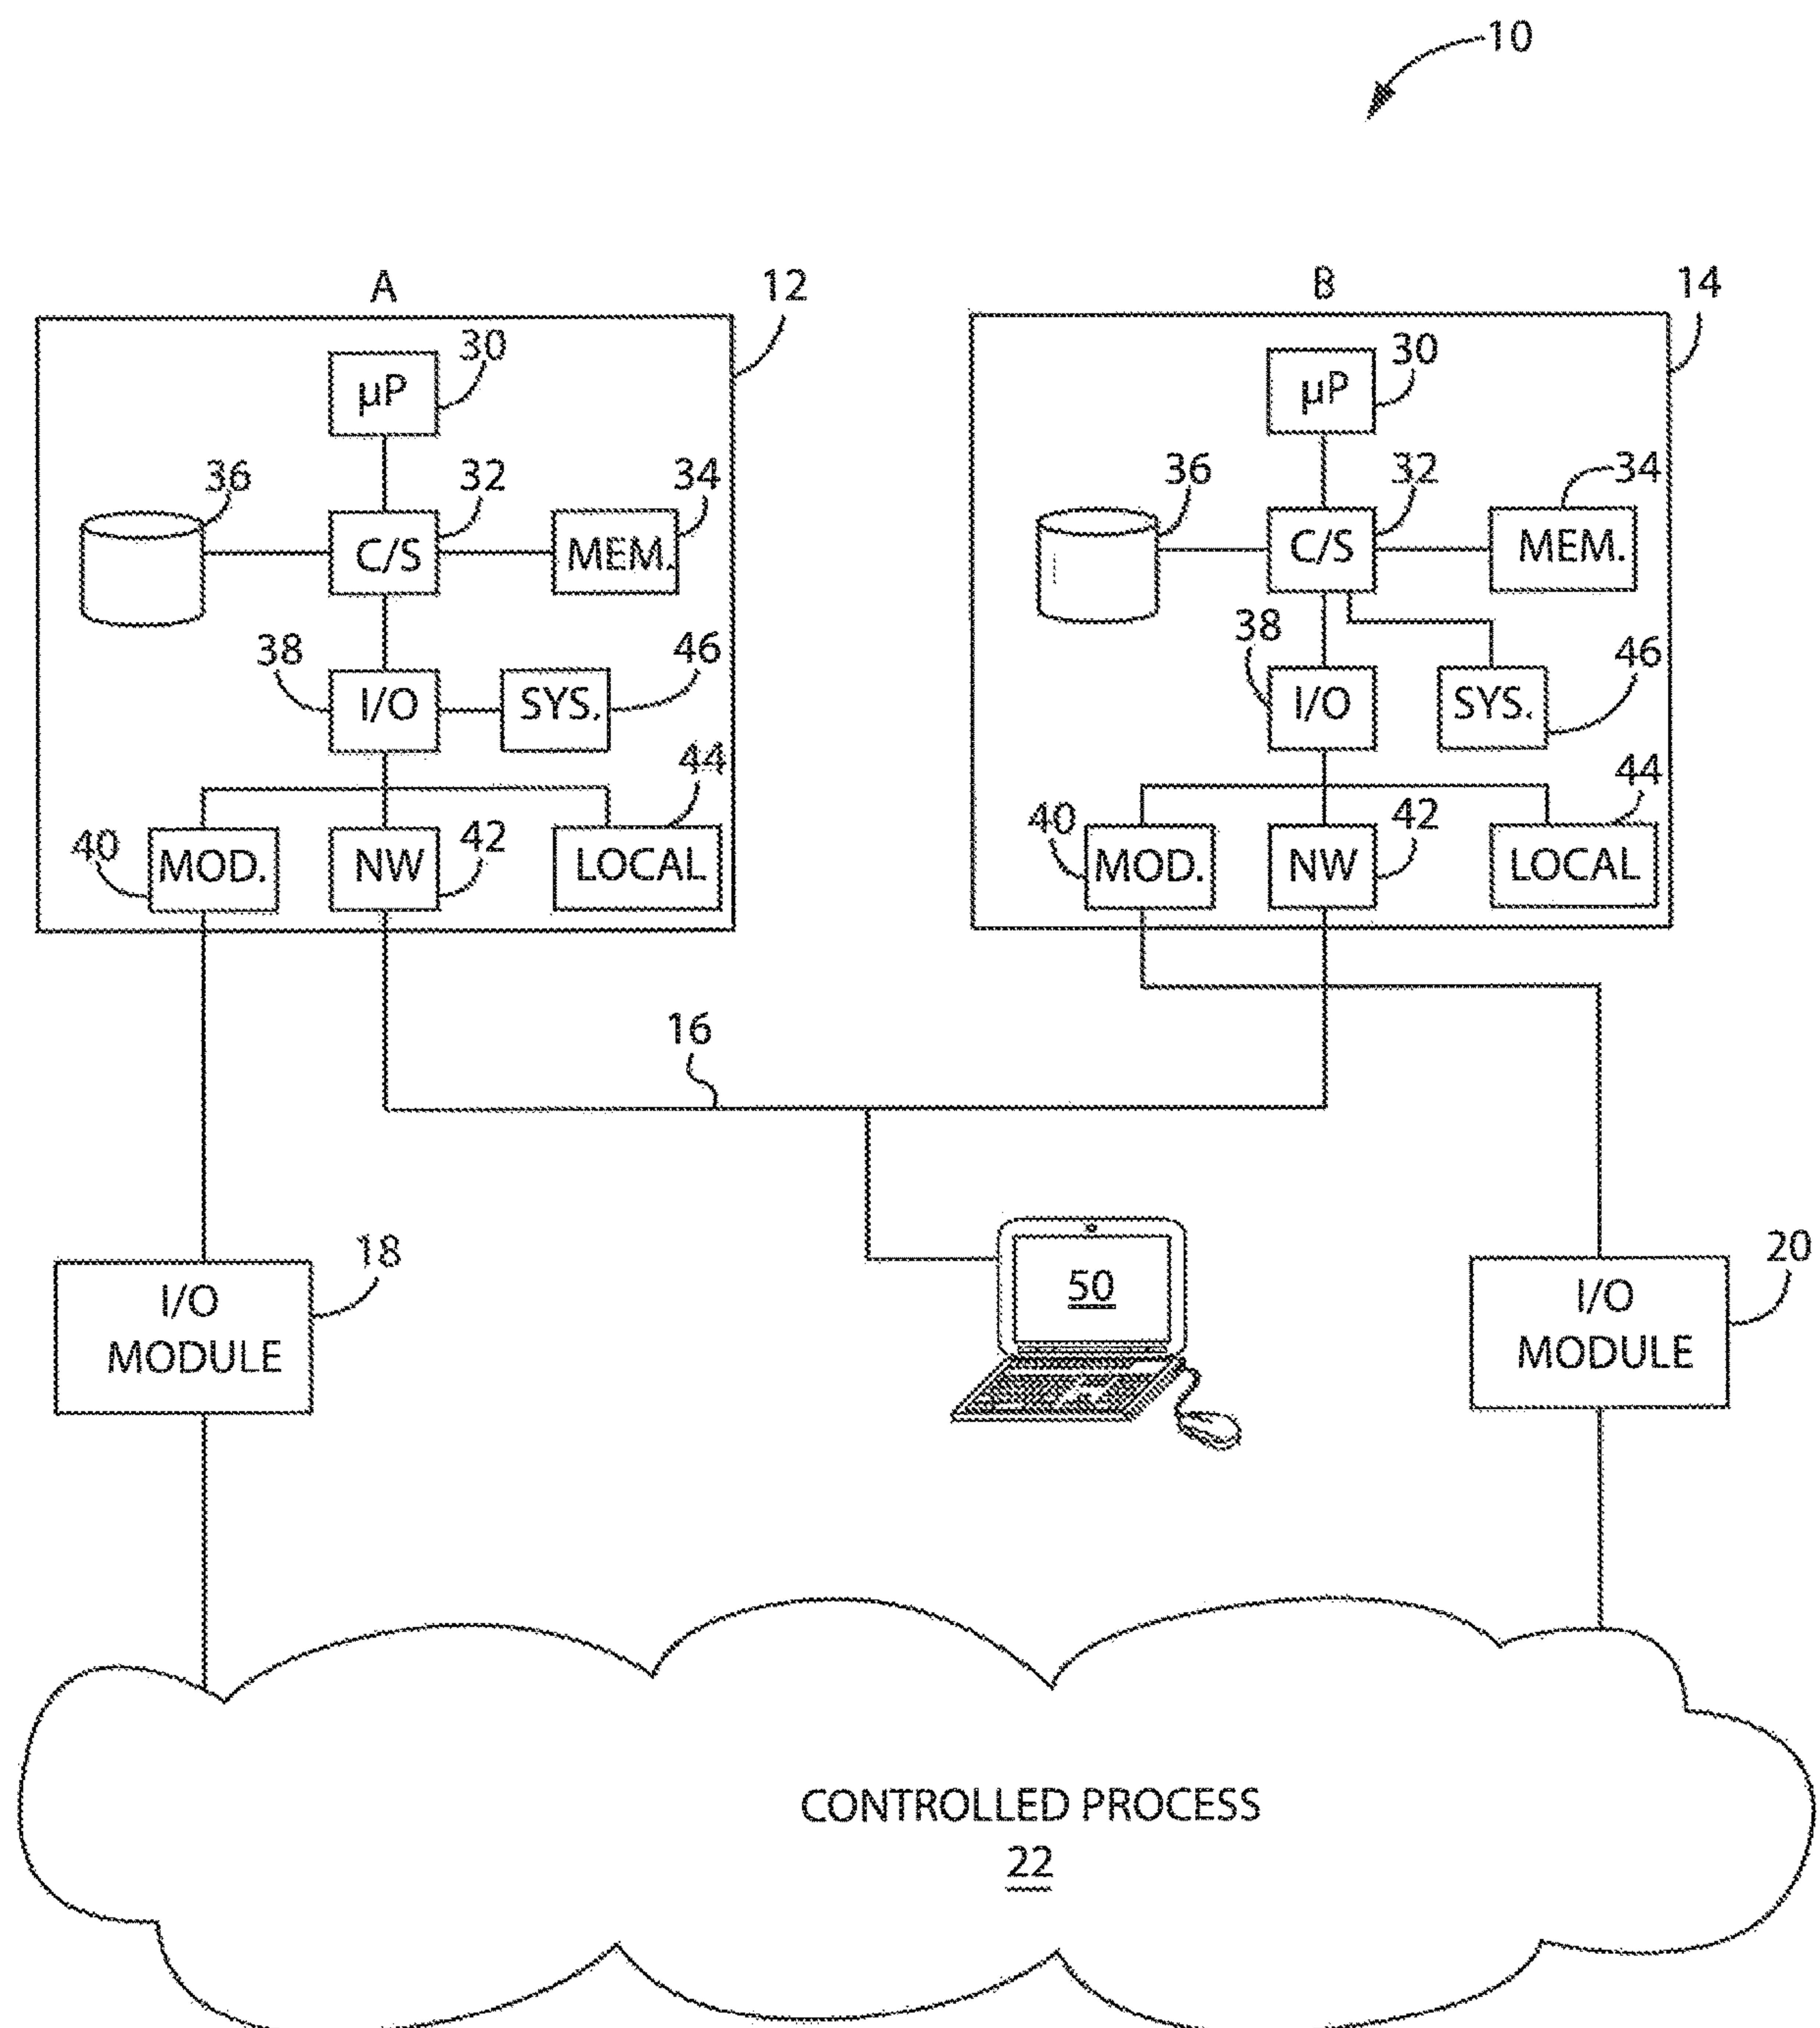 10
A
12
B
14
30
µP
30
µP
36
32
34
C/S
MEM.
36
32
34
C/S
MEM.
38
46
I/O
SYS.
38
46
I/O
SYS.
44
40
42
MOD.
NW
LOCAL
44
40
42
MOD.
NW
LOCAL
16
18
I/O
MODULE
50
20
I/O
MODULE
CONTROLLED PROCESS
22